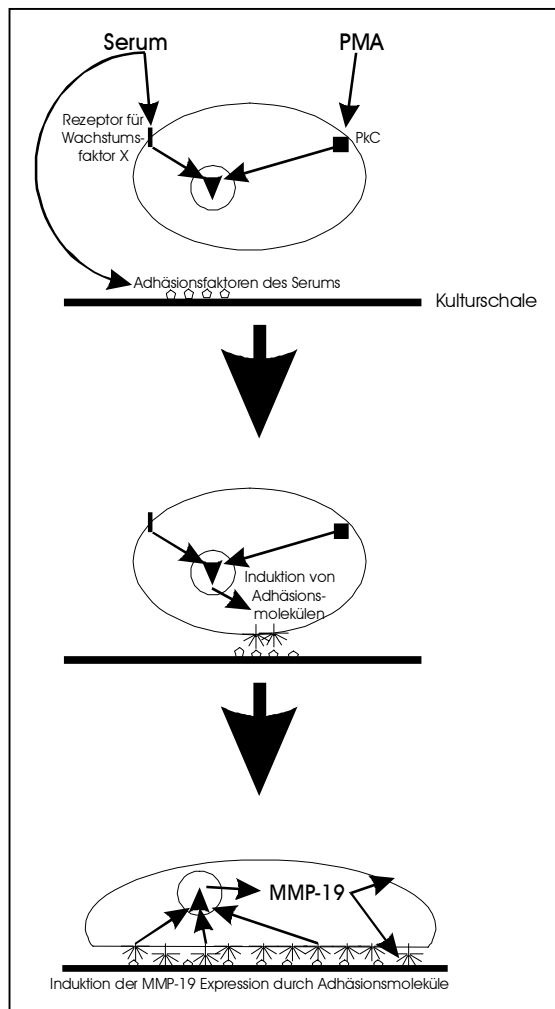 Serum
PMA
Rezeptor für
Wachstums-
faktor X
PkC
Adhäsionsfaktoren des Serums
Kulturschale
Induktion von
Adhäsions-
molekülen
MMP-19
Induktion der MMP-19 Expression durch Adhäsionsmoleküle